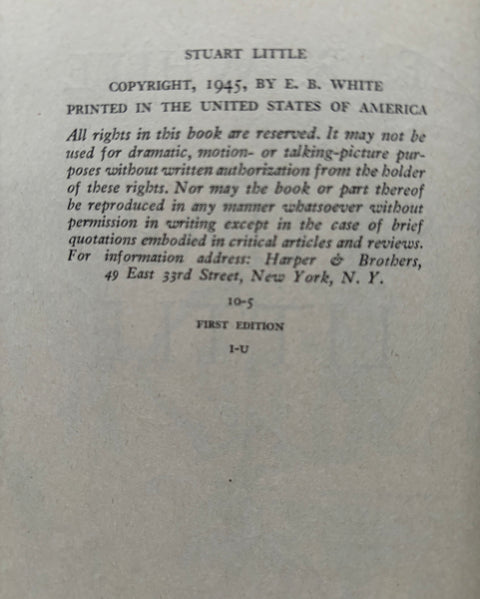 STUART LITTLE
COPYRIGHT, 1945, BY E. B. WHITE
PRINTED IN THE UNITED STATES OF AMERICA
All rights in this book are reserved. It may not be
used for dramatic, motion- or talking-picture pur-
poses without written authorization from the holder
of these rights. Nor may the book or part thereof
be reproduced in any manner whatsoever without
permission in writing except in the case of brief
quotations embodied in critical articles and reviews.
For information address: Harper & Brothers,
49 East 33rd Street, New York, N. Y.
10-5
FIRST EDITION
I-U